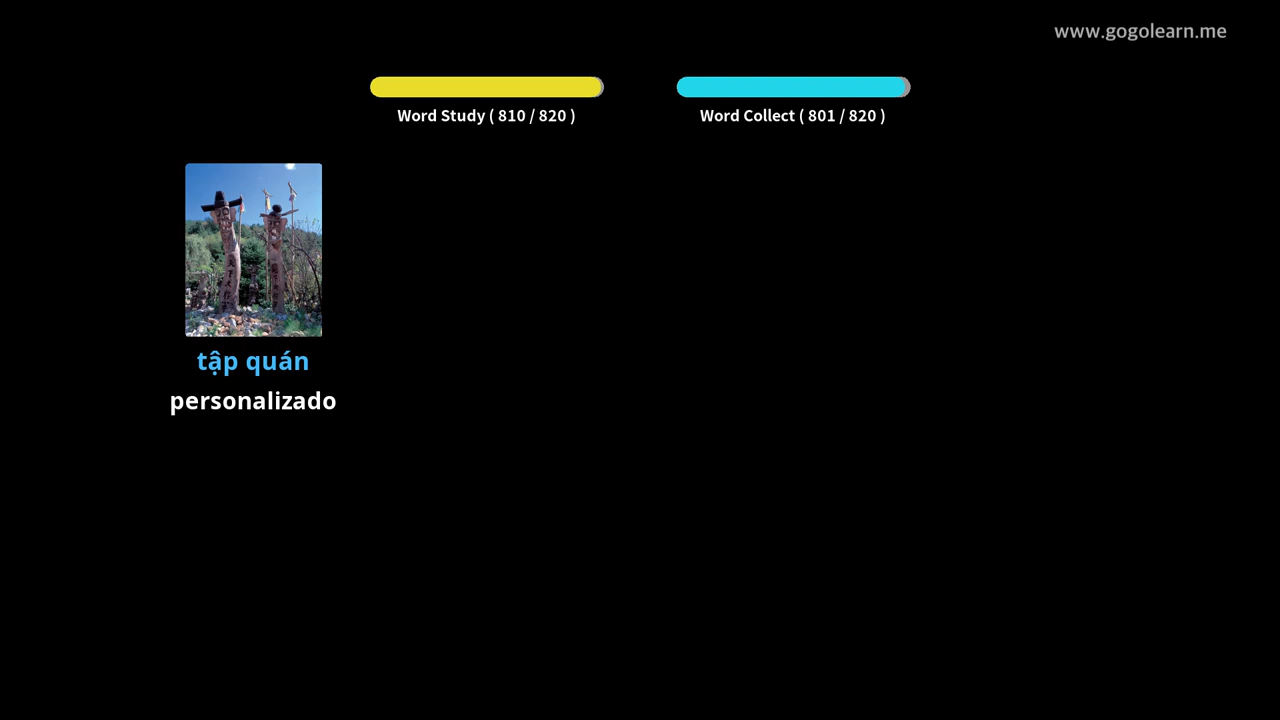 www.gogolearn.me
Word Study ( 810 / 820 )
Word Collect ( 801 / 820 )
tập quán
personalizado